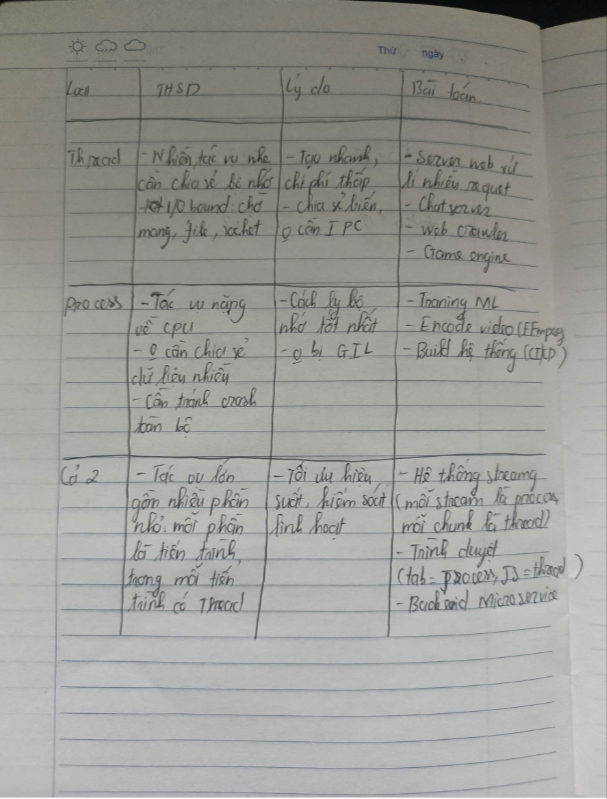 Thứ ngày
Loại THSD Lý do Bài toán
Thread - Nhiều tác vụ nhẹ - Tạo nhanh, - Server web xử
cần chia sẻ bộ nhớ chi phí thấp lí nhiều request
I/O bound: chờ - chia sẻ biến, - Chat server
mạng, file, socket o cần IPC - Web crawler
- Game engine
Process - Tác vụ nặng - Cách ly bộ - Training ML
về CPU nhớ tốt nhất - Encode video (FFmpeg)
- o cần chia sẻ - o bị GIL - Build hệ thống (CI/CD)
dữ liệu nhiều
- Cần tránh crash
toàn bộ
Cả 2 - Tác vụ lớn - Tối ưu hiệu - Hệ thống streamg
gồm nhiều phần suất, kiểm soát (mỗi stream là process,
nhỏ: mỗi phần linh hoạt mỗi chunk là thread)
là tiến trình, - Trình duyệt
trong mỗi tiến (tab = process, JS = thread)
trình có Thread - Backend Microservice